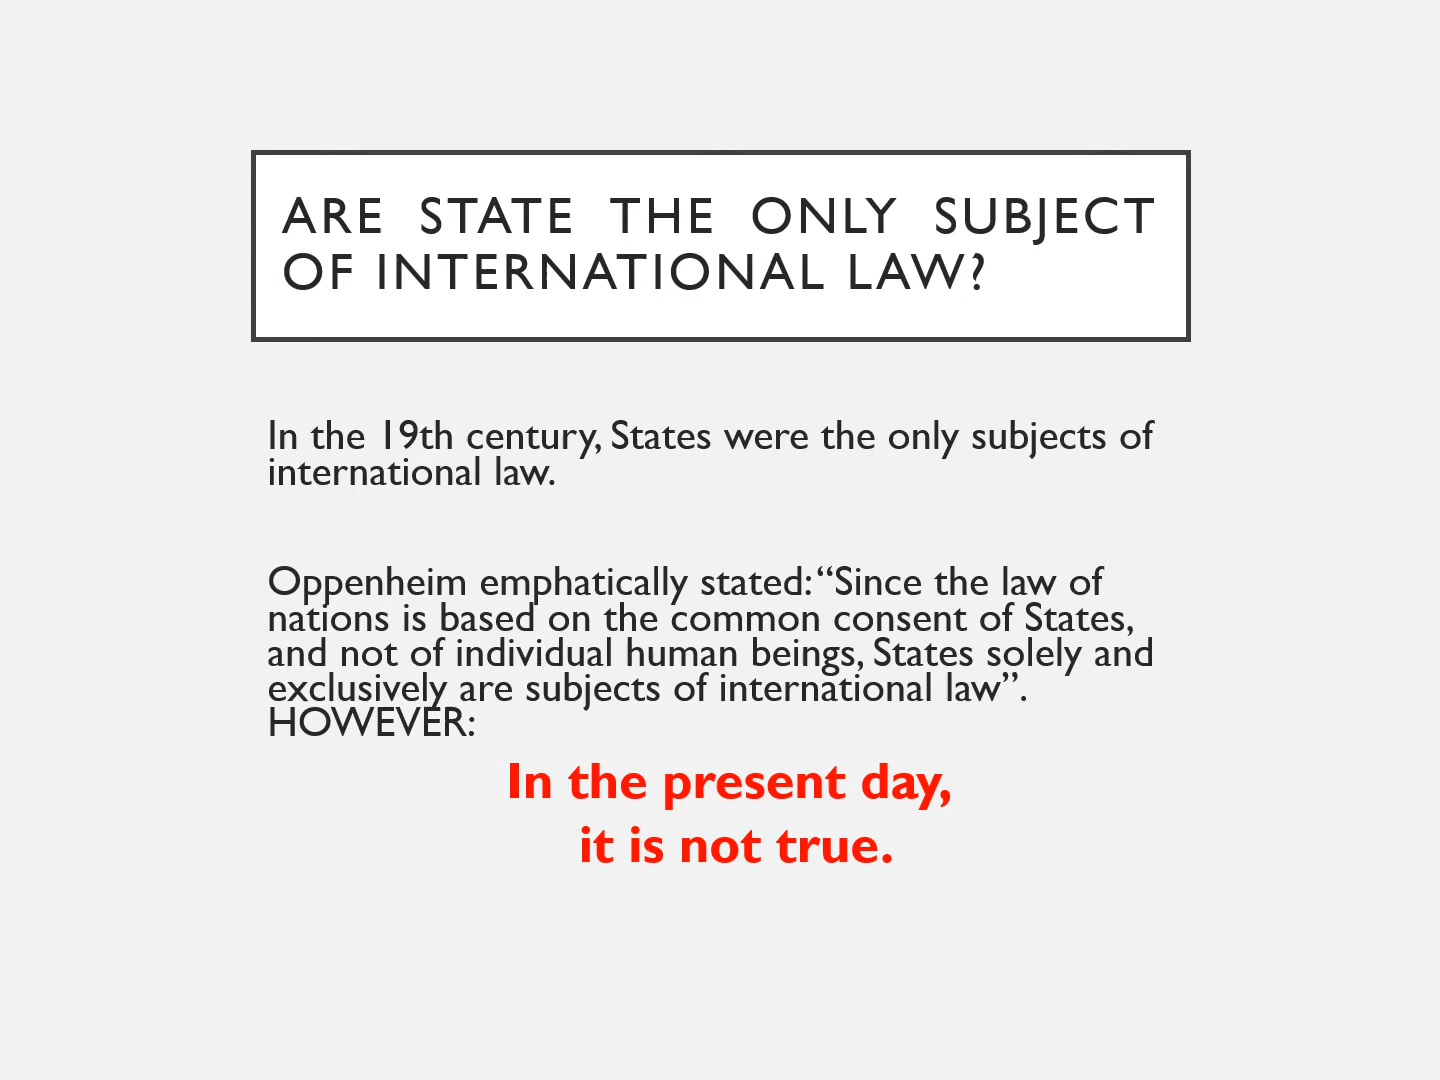 ARE STATE THE ONLY SUBJECT
OF INTERNATIONAL LAW?
In the 19th century, States were the only subjects of
international law.
Oppenheim emphatically stated: “Since the law of
nations is based on the common consent of States,
and not of individual human beings, States solely and
exclusively are subjects of international law”.
HOWEVER:
In the present day,
it is not true.